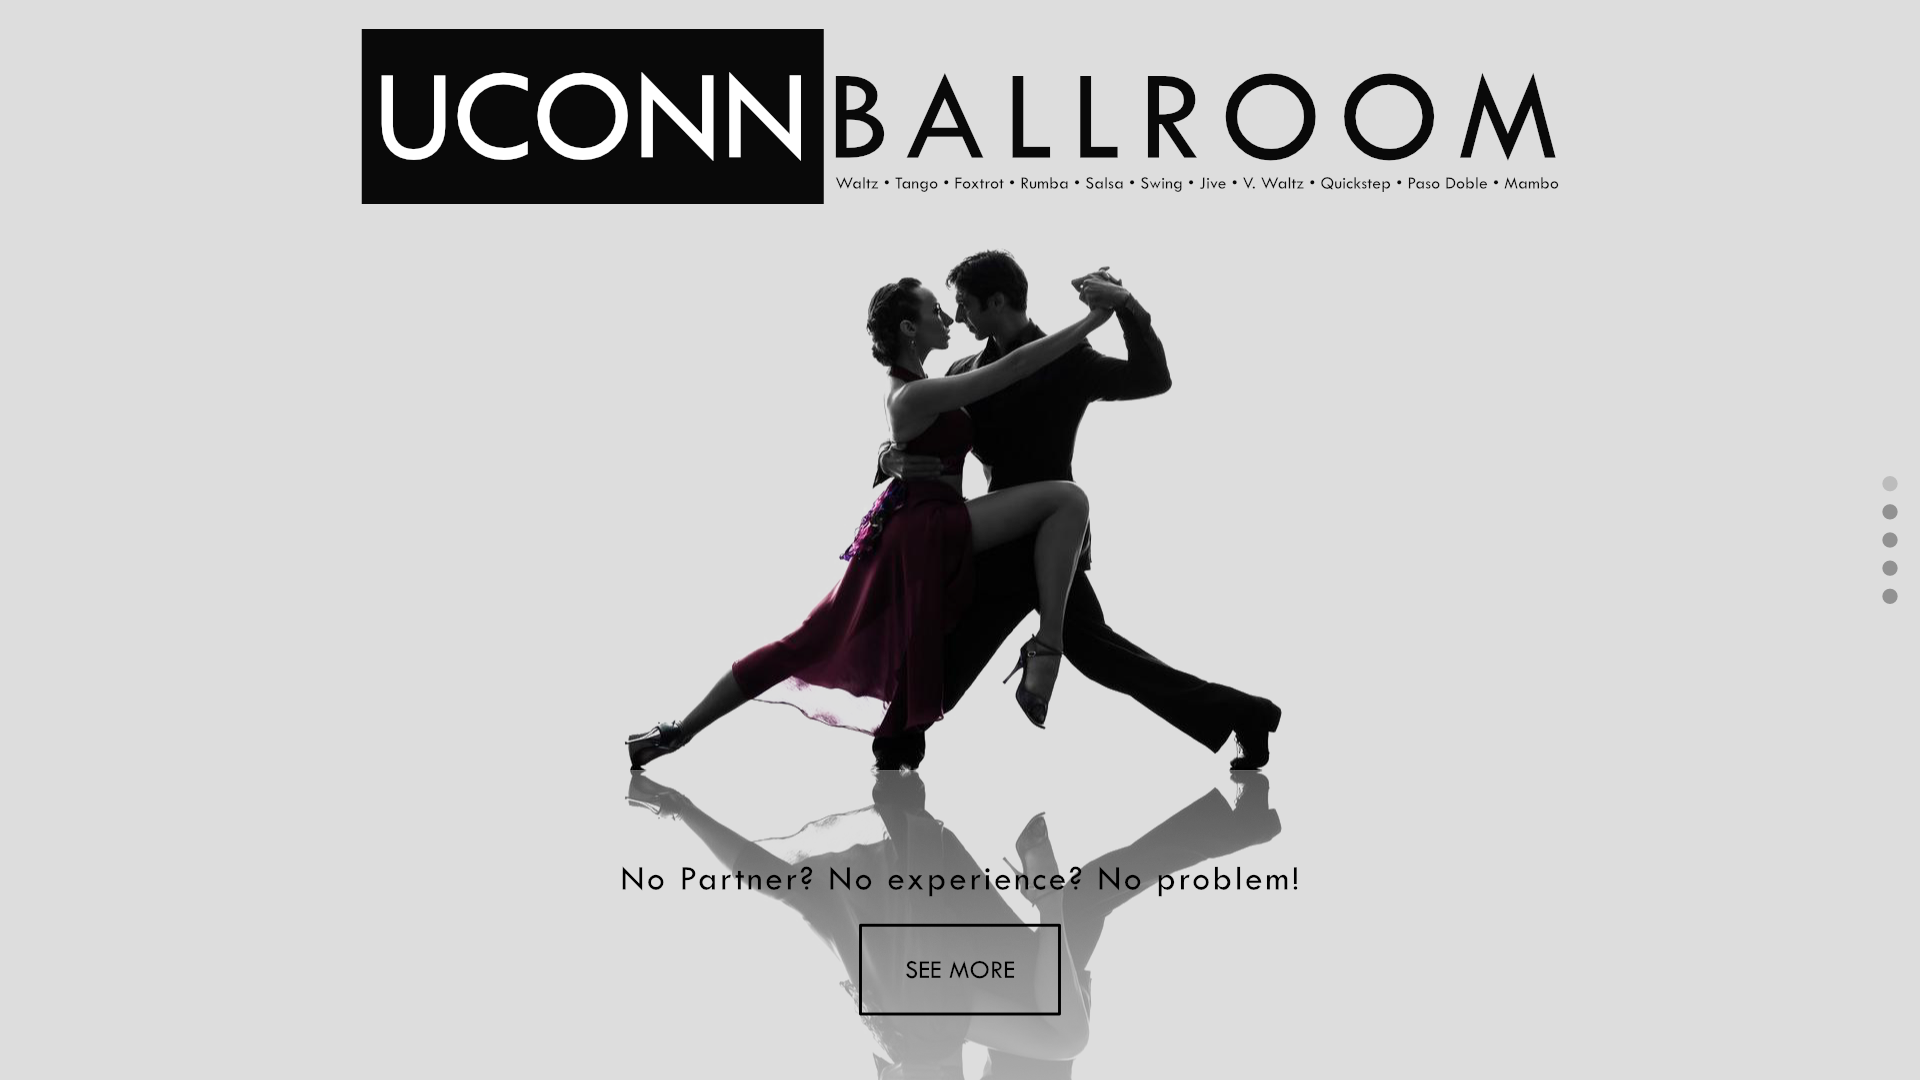 UCONN BALLROOM
Waltz • Tango • Foxtrot • Rumba • Salsa • Swing • Jive • V. Waltz • Quickstep • Paso Doble • Mambo
No Partner? No experience? No problem!
SEE MORE